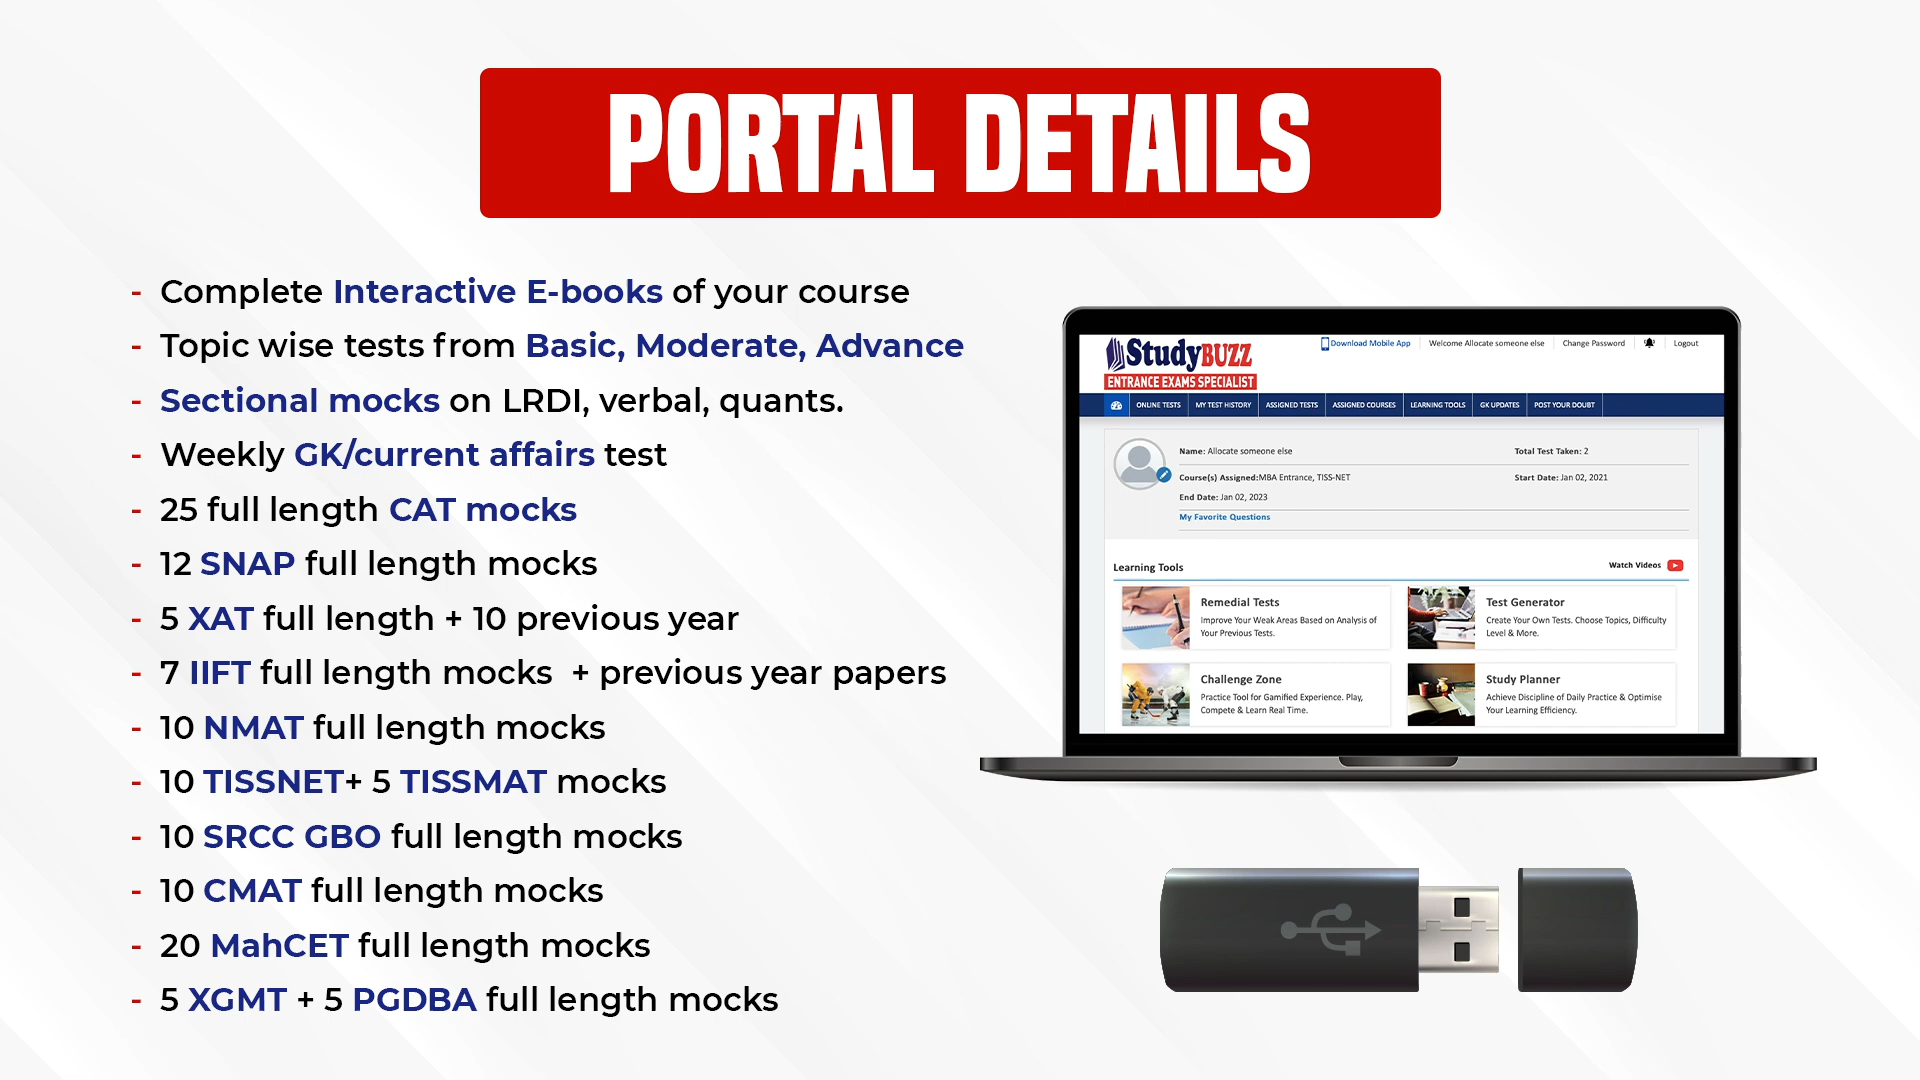 PORTAL DETAILS
- Complete Interactive E-books of your course
- Topic wise tests from Basic, Moderate, Advance
- Sectional mocks on LRDI, verbal, quants.
- Weekly GK/current affairs test
- 25 full length CAT mocks
- 12 SNAP full length mocks
- 5 XAT full length + 10 previous year
- 7 IIFT full length mocks  + previous year papers
- 10 NMAT full length mocks
- 10 TISSNET+ 5 TISSMAT mocks
- 10 SRCC GBO full length mocks
- 10 CMAT full length mocks
- 20 MahCET full length mocks
- 5 XGMT + 5 PGDBA full length mocks
StudyBUZZ
ENTRANCE EXAMS SPECIALIST
Download Mobile App Welcome Allocate someone else Change Password Logout
ONLINE TESTS MY TEST HISTORY ASSIGNED TESTS ASSIGNED COURSES LEARNING TOOLS GK UPDATES POST YOUR DOUBT
Name: Allocate someone else Total Test Taken: 2
Course(s) Assigned:MBA Entrance, TISS-NET Start Date: Jan 02, 2021
End Date: Jan 02, 2023
My Favorite Questions
Learning Tools Watch Videos
Remedial Tests
Improve Your Weak Areas Based on Analysis of
Your Previous Tests.
Test Generator
Create Your Own Tests. Choose Topics, Difficulty
Level & More.
Challenge Zone
Practice Tool for Gamified Experience. Play,
Compete & Learn Real Time.
Study Planner
Achieve Discipline of Daily Practice & Optimise
Your Learning Efficiency.